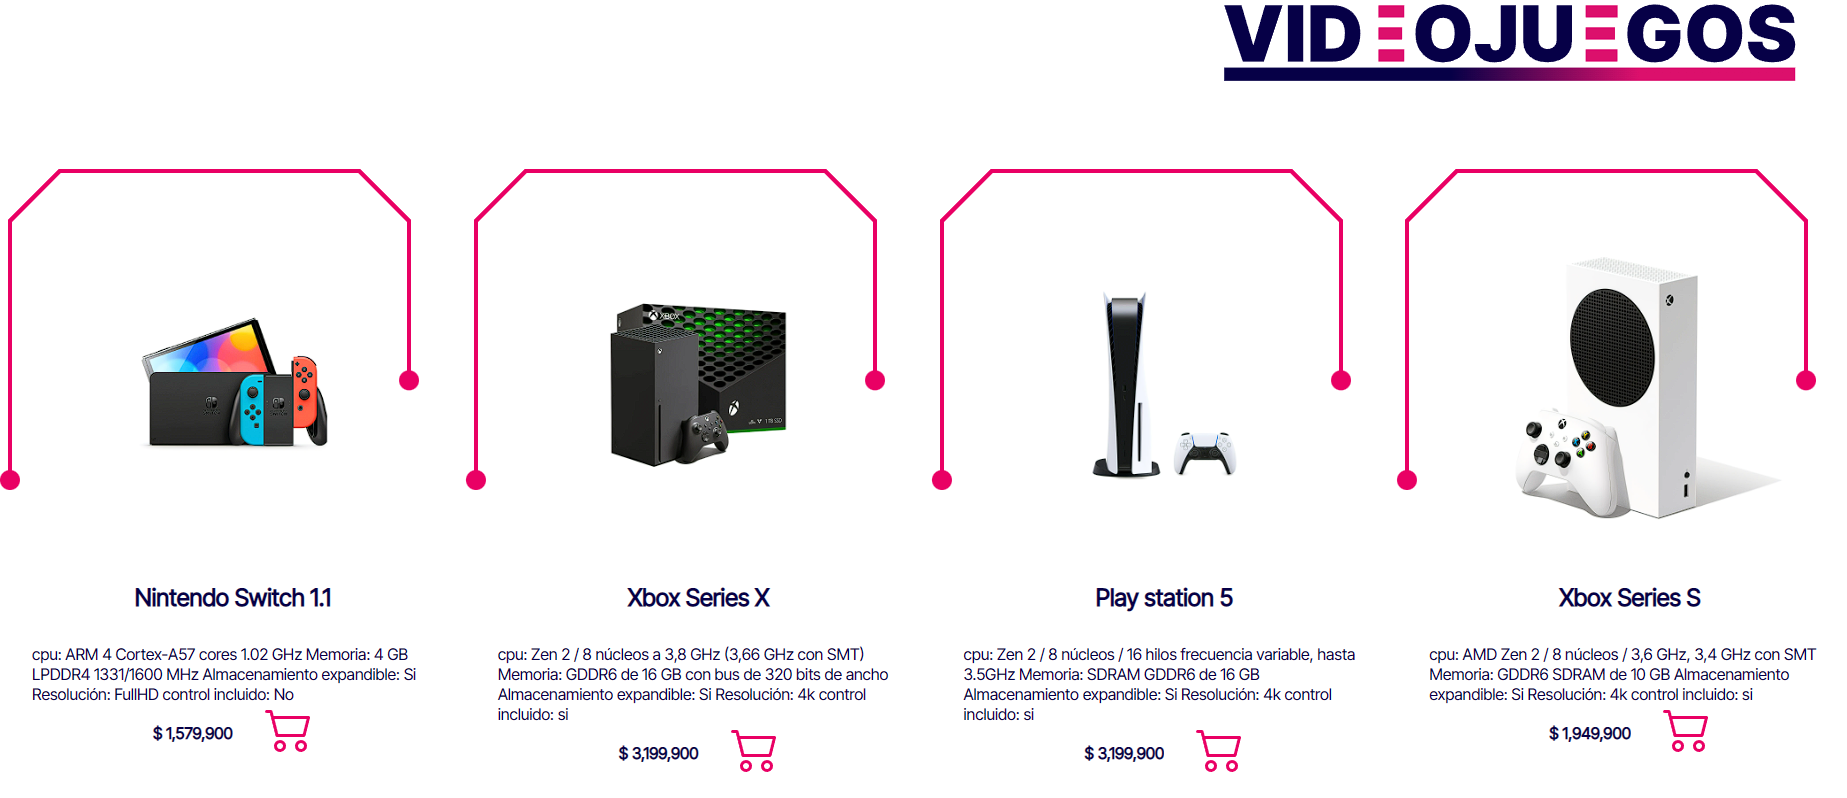 VIDEOJUEGOS
XBOX
1TB SSD
Nintendo Switch 1.1
cpu: ARM 4 Cortex-A57 cores 1.02 GHz Memoria: 4 GB
LPDDR4 1331/1600 MHz Almacenamiento expandible: Si
Resolución: FullHD control incluido: No
$ 1,579,900
Xbox Series X
cpu: Zen 2 / 8 núcleos a 3,8 GHz (3,66 GHz con SMT)
Memoria: GDDR6 de 16 GB con bus de 320 bits de ancho
Almacenamiento expandible: Si Resolución: 4k control
incluido: si
$ 3,199,900
Play station 5
cpu: Zen 2 / 8 núcleos / 16 hilos frecuencia variable, hasta
3.5GHz Memoria: SDRAM GDDR6 de 16 GB
Almacenamiento expandible: Si Resolución: 4k control
incluido: si
$ 3,199,900
Xbox Series S
cpu: AMD Zen 2 / 8 núcleos / 3,6 GHz, 3,4 GHz con SMT
Memoria: GDDR6 SDRAM de 10 GB Almacenamiento
expandible: Si Resolución: 4k control incluido: si
$ 1,949,900